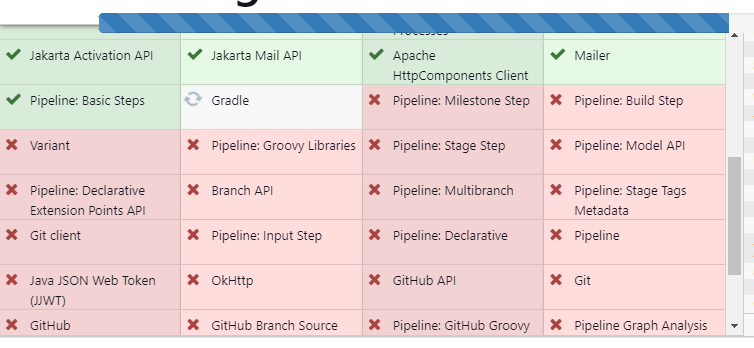 Processes
Jakarta Activation API
Jakarta Mail API
Apache
HttpComponents Client
Mailer
Pipeline: Basic Steps
Gradle
Pipeline: Milestone Step
Pipeline: Build Step
Variant
Pipeline: Groovy Libraries
Pipeline: Stage Step
Pipeline: Model API
Pipeline: Declarative
Extension Points API
Branch API
Pipeline: Multibranch
Pipeline: Stage Tags
Metadata
Git client
Pipeline: Input Step
Pipeline: Declarative
Pipeline
Java JSON Web Token
(JJWT)
OkHttp
GitHub API
Git
GitHub
GitHub Branch Source
Pipeline: GitHub Groovy
Pipeline Graph Analysis